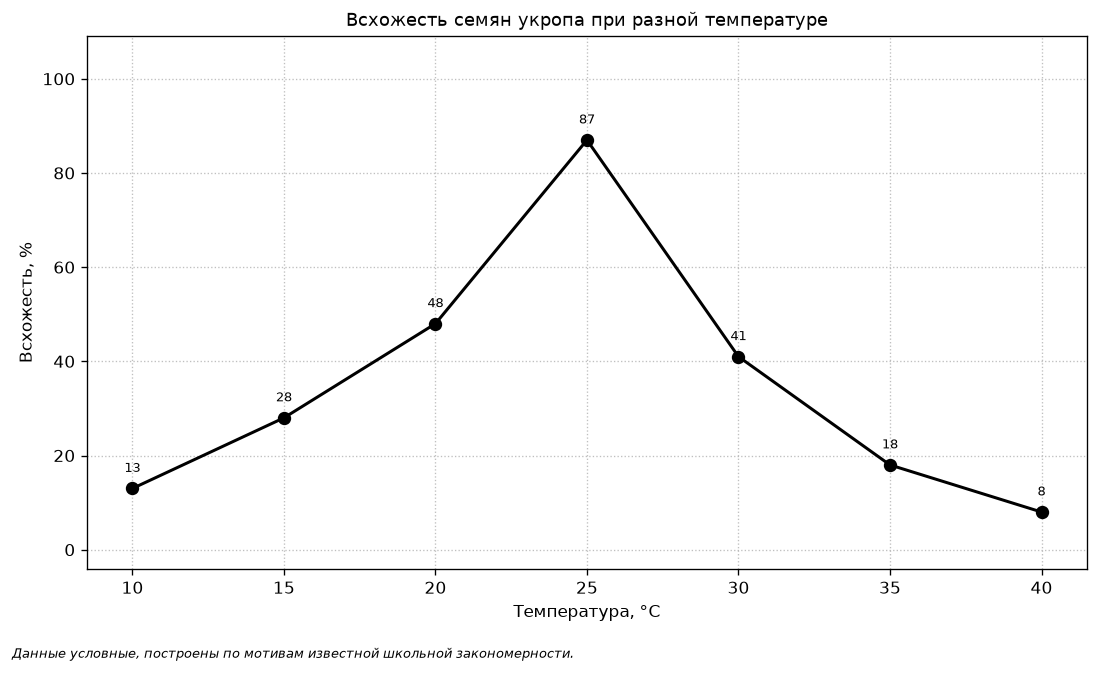 Всхожесть семян укропа при разной температуре
Всхожесть, %
100
80
60
40
20
0
13
28
48
87
41
18
8
10 15 20 25 30 35 40
Температура, °C
Данные условные, построены по мотивам известной школьной закономерности.